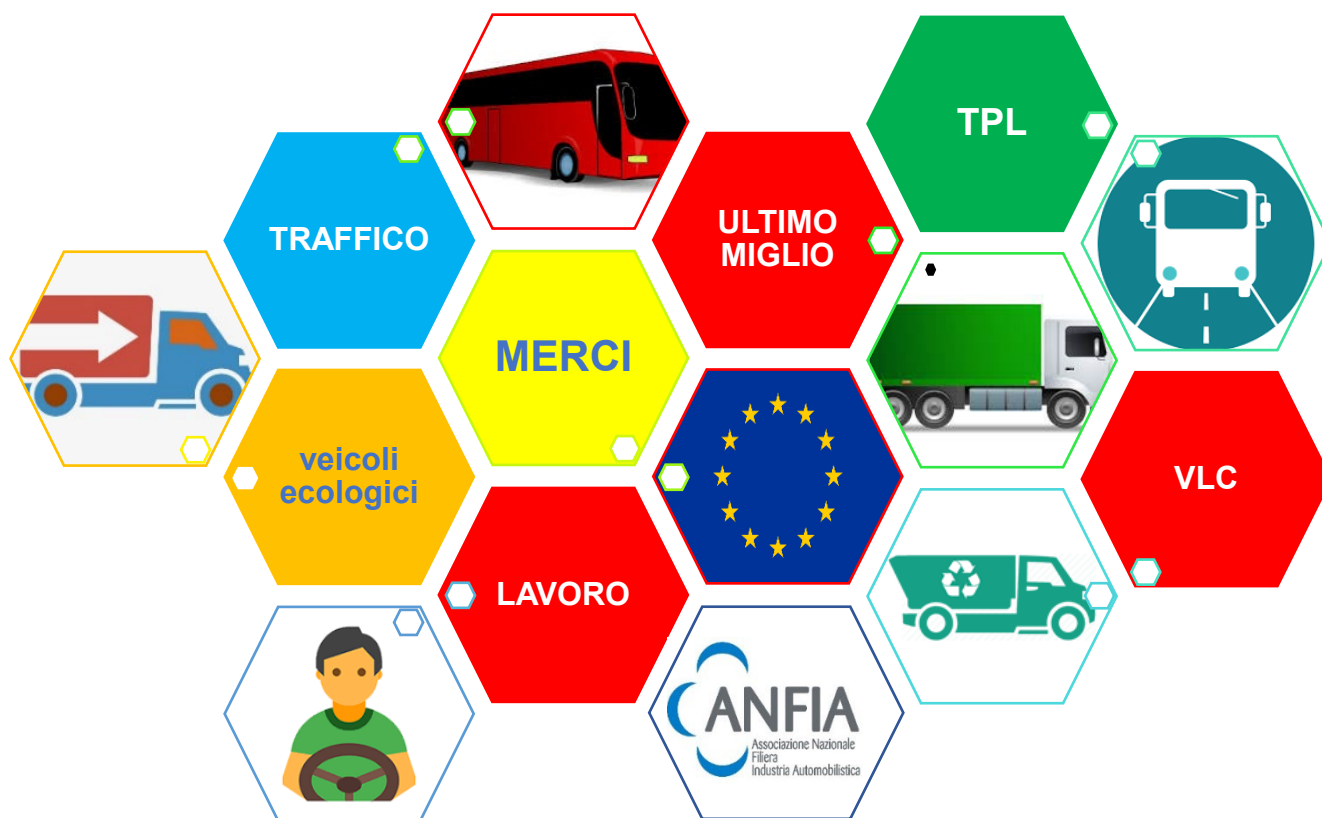 TPL
TRAFFICO
ULTIMO
MIGLIO
MERCI
veicoli
ecologici
VLC
LAVORO
ANFIA
Associazione Nazionale
Filiera
Industria Automobilistica